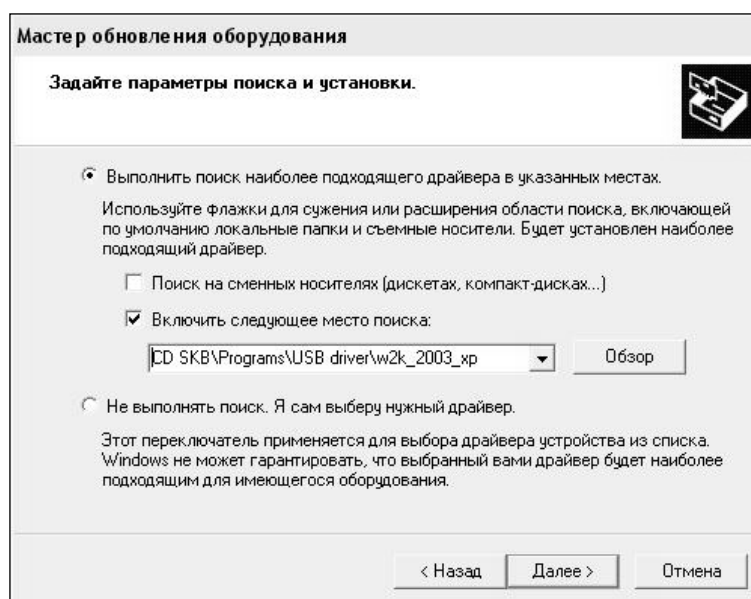 Мастер обновления оборудования
Задайте параметры поиска и установки.
Выполнить поиск наиболее подходящего драйвера в указанных местах.
Используйте флажки для сужения или расширения области поиска, включающей
по умолчанию локальные папки и съемные носители. Будет установлен наиболее
подходящий драйвер.
Поиск на сменных носителях (дискетах, компакт-дисках...)
Включить следующее место поиска:
CD SKB\Programs\USB driver\w2k_2003_xp
Обзор
Не выполнять поиск. Я сам выберу нужный драйвер.
Этот переключатель применяется для выбора драйвера устройства из списка.
Windows не может гарантировать, что выбранный вами драйвер будет наиболее
подходящим для имеющегося оборудования.
< Назад Далее > Отмена